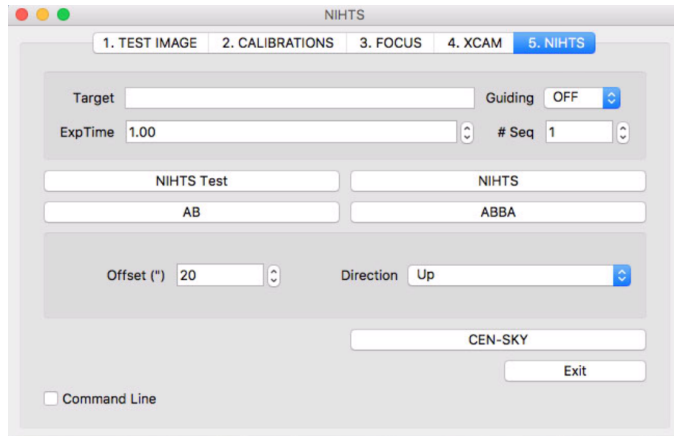 NIHTS
1. TEST IMAGE 2. CALIBRATIONS 3. FOCUS 4. XCAM 5. NIHTS
Target Guiding OFF
ExpTime 1.00 # Seq 1
NIHTS Test NIHTS
AB ABBA
Offset (") 20 Direction Up
CEN-SKY
Exit
Command Line